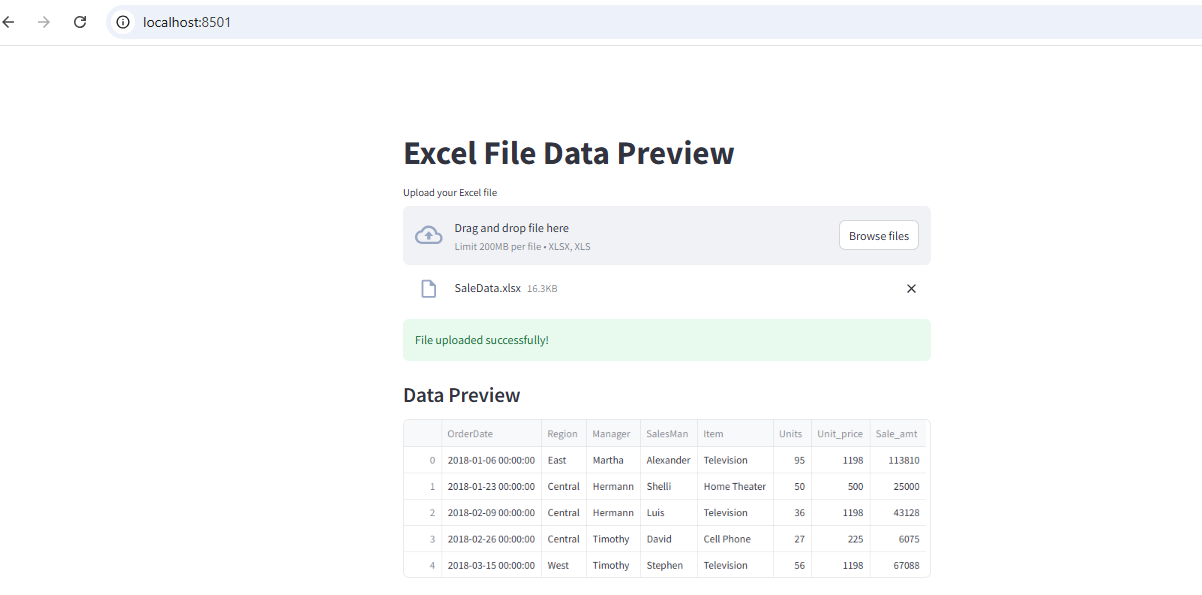 localhost:8501
Excel File Data Preview
Upload your Excel file
Drag and drop file here
Limit 200MB per file • XLSX, XLS
Browse files
SaleData.xlsx 16.3KB
File uploaded successfully!
Data Preview
OrderDate Region Manager SalesMan Item Units Unit_price Sale_amt
0 2018-01-06 00:00:00 East Martha Alexander Television 95 1198 113810
1 2018-01-23 00:00:00 Central Hermann Shelli Home Theater 50 500 25000
2 2018-02-09 00:00:00 Central Hermann Luis Television 36 1198 43128
3 2018-02-26 00:00:00 Central Timothy David Cell Phone 27 225 6075
4 2018-03-15 00:00:00 West Timothy Stephen Television 56 1198 67088